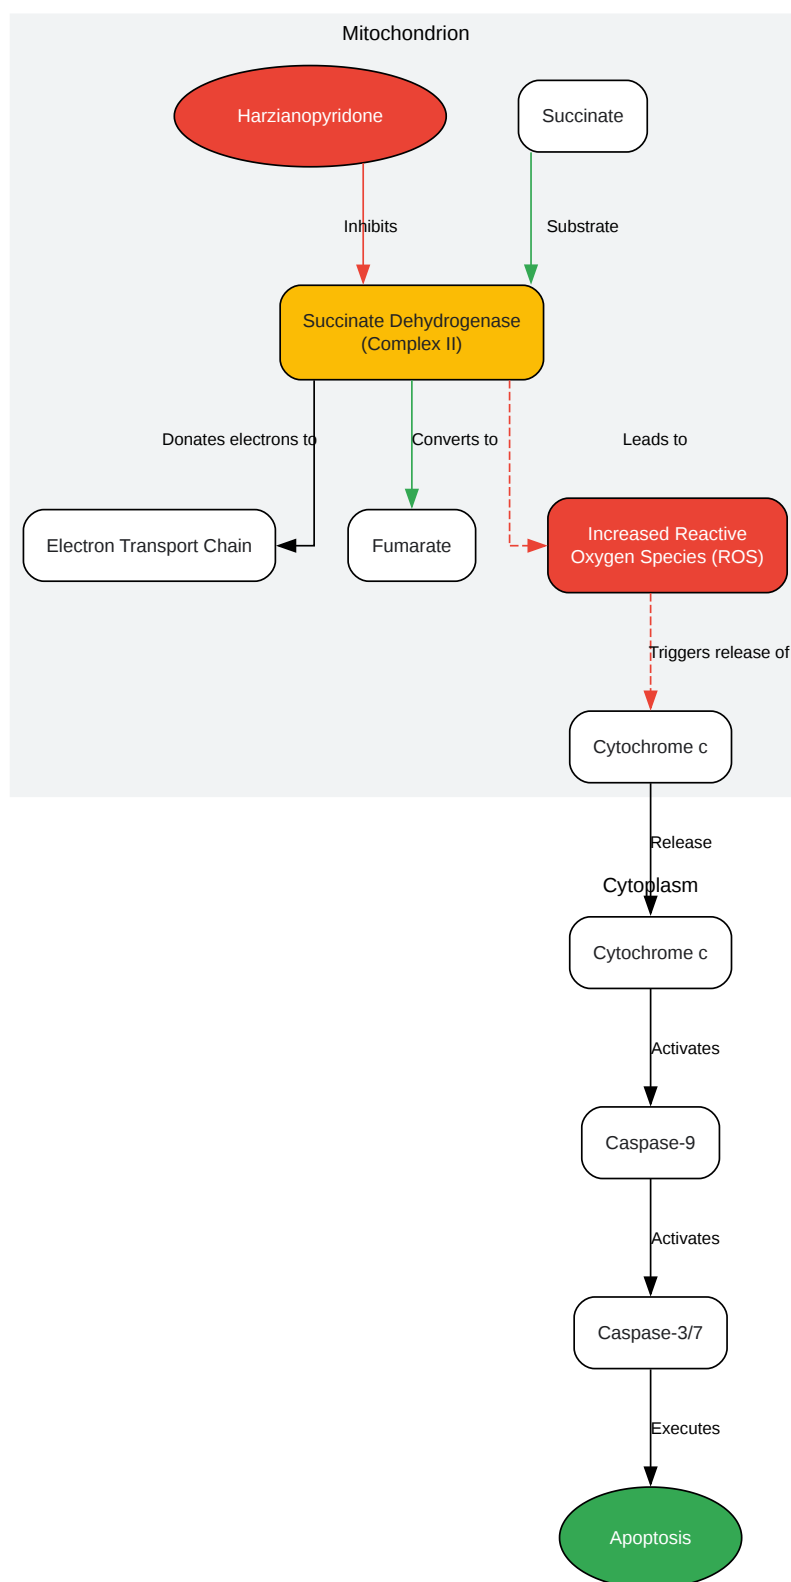 Mitochondrion
Harzianopyridone
Succinate
Inhibits
Substrate
Succinate Dehydrogenase
(Complex II)
Donates electrons to
Converts to
Leads to
Electron Transport Chain
Fumarate
Increased Reactive
Oxygen Species (ROS)
Triggers release of
Cytochrome c
Release
Cytoplasm
Cytochrome c
Activates
Caspase-9
Activates
Caspase-3/7
Executes
Apoptosis